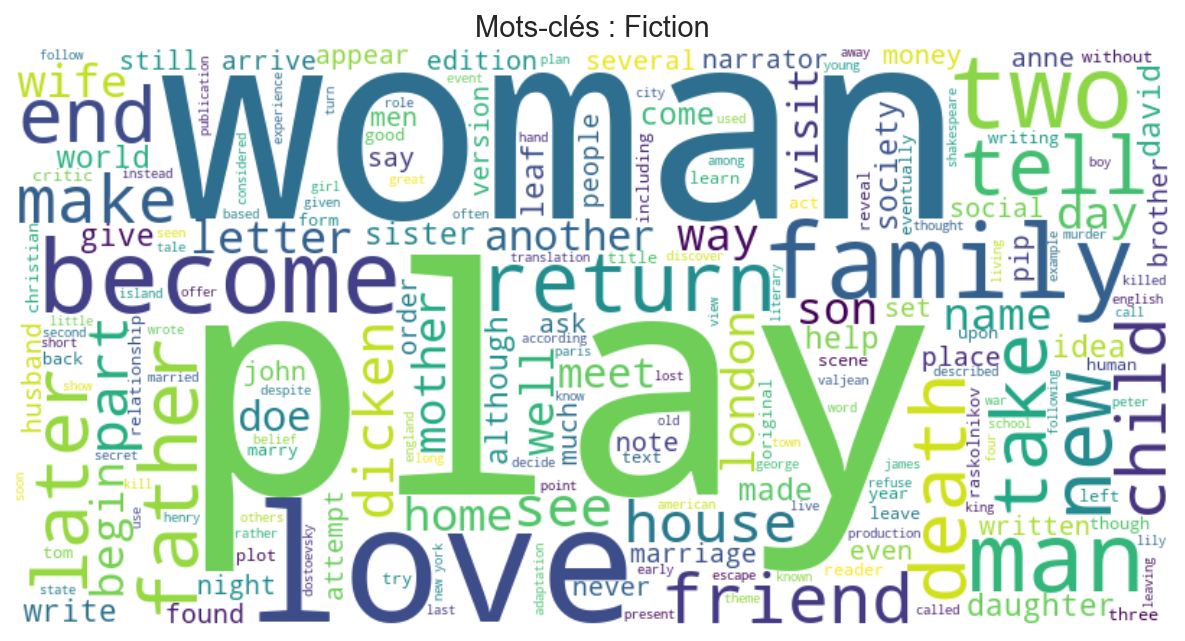 Mots-clés : Fiction
follow still arrive appear edition plan several narrator money away anne without
wife publication experience turn role men good say version event city come used young visit society shakespeare two writing david
end woman tell boy
world critic instead considered girl given great hand leaf people among learn act reveal eventually social day brother
make based form often including thought murder
give seen tale letter sister another way family living example killed
christian become island offer translation title discover return literary pip english call
little second short wrote husband back part relationship married father john despite doe belief marry dicken order mother although ask according paris know well much meet lost view son set help name upon idea human
play old note text london original town george scene valjean word place described james refuse year leave death raskolnikov king four war school take following new peter child left
soon later begin secret kill use henry others rather england long decide point home see house american made live production written though lily
tom plot night attempt dostoevsky love try new york last adaptation never marriage early escape known theme present even reader man
state write found friend called daughter three leaving